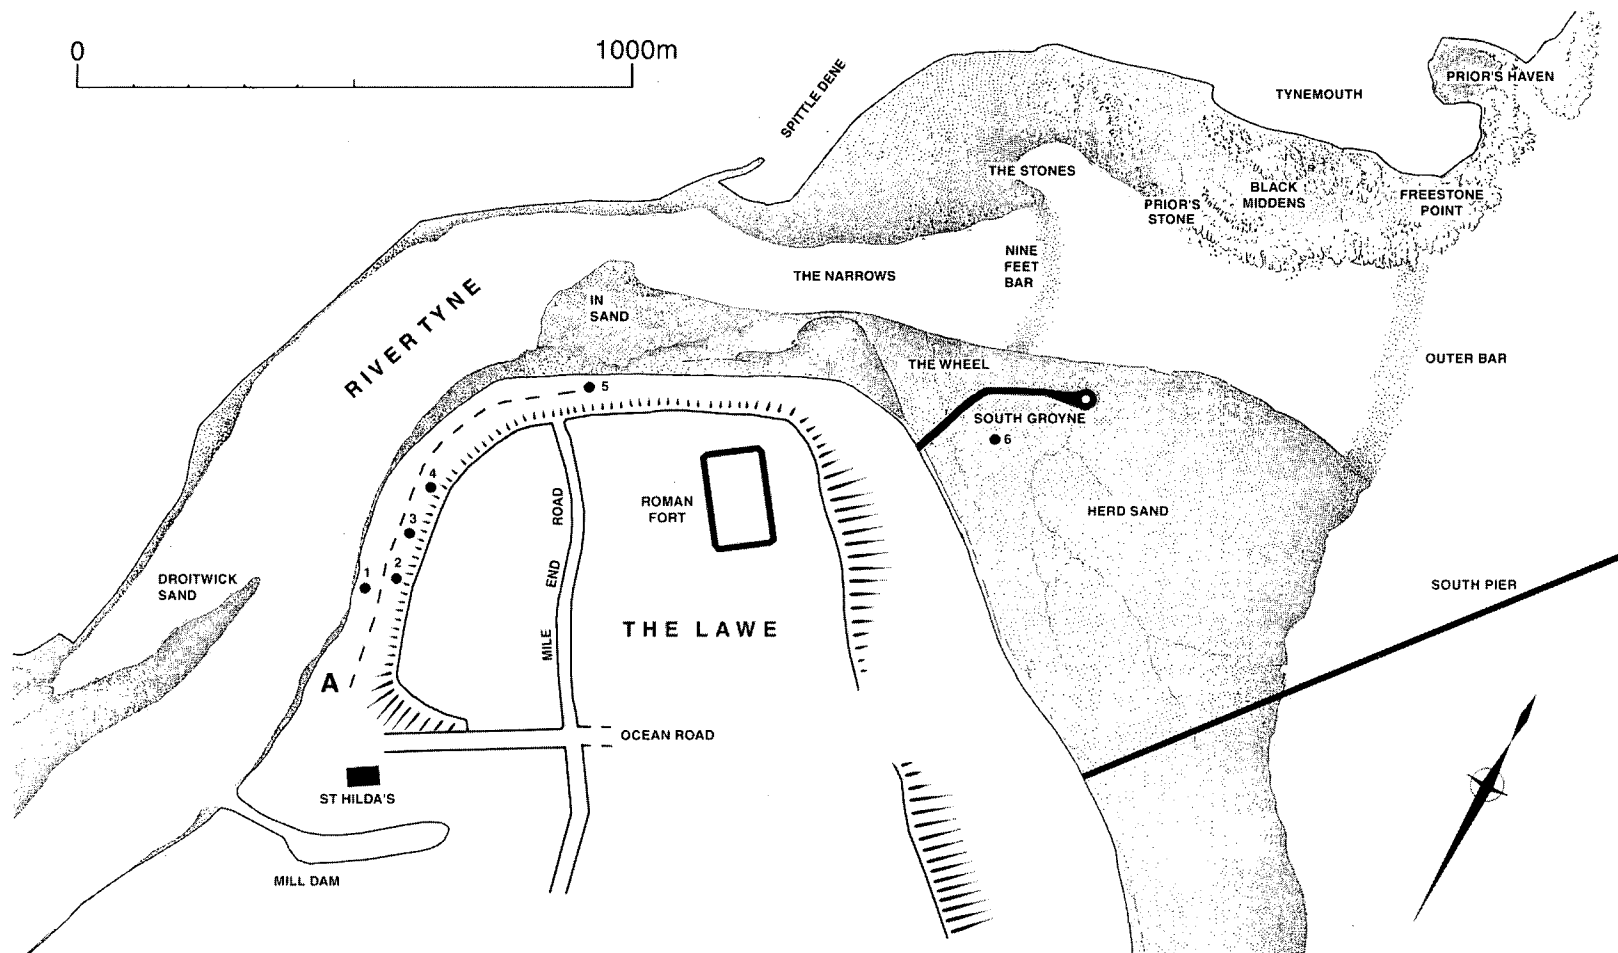 0
1000m
SPITTLE DENE
TYNEMOUTH
PRIOR'S HAVEN
THE STONES
BLACK
MIDDENS
PRIOR'S
STONE
FREESTONE
POINT
NINE
FEET
BAR
THE NARROWS
IN
SAND
RIVER TYNE
OUTER BAR
THE WHEEL
5
SOUTH GROYNE
6
4
ROMAN
FORT
HERD SAND
3
1
2
DROITWICK
SAND
MILE END ROAD
THE LAWE
SOUTH PIER
A
OCEAN ROAD
ST HILDA'S
MILL DAM